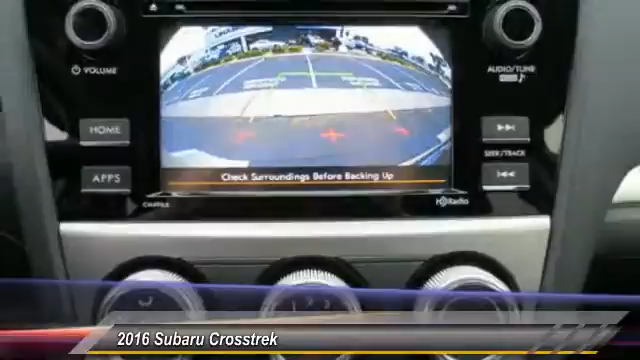 VOLUME
AUDIO/TUNE
HOME
APPS
SEEK/TRACK
Check Surroundings Before Backing Up
HD Radio
2016 Subaru Crosstrek